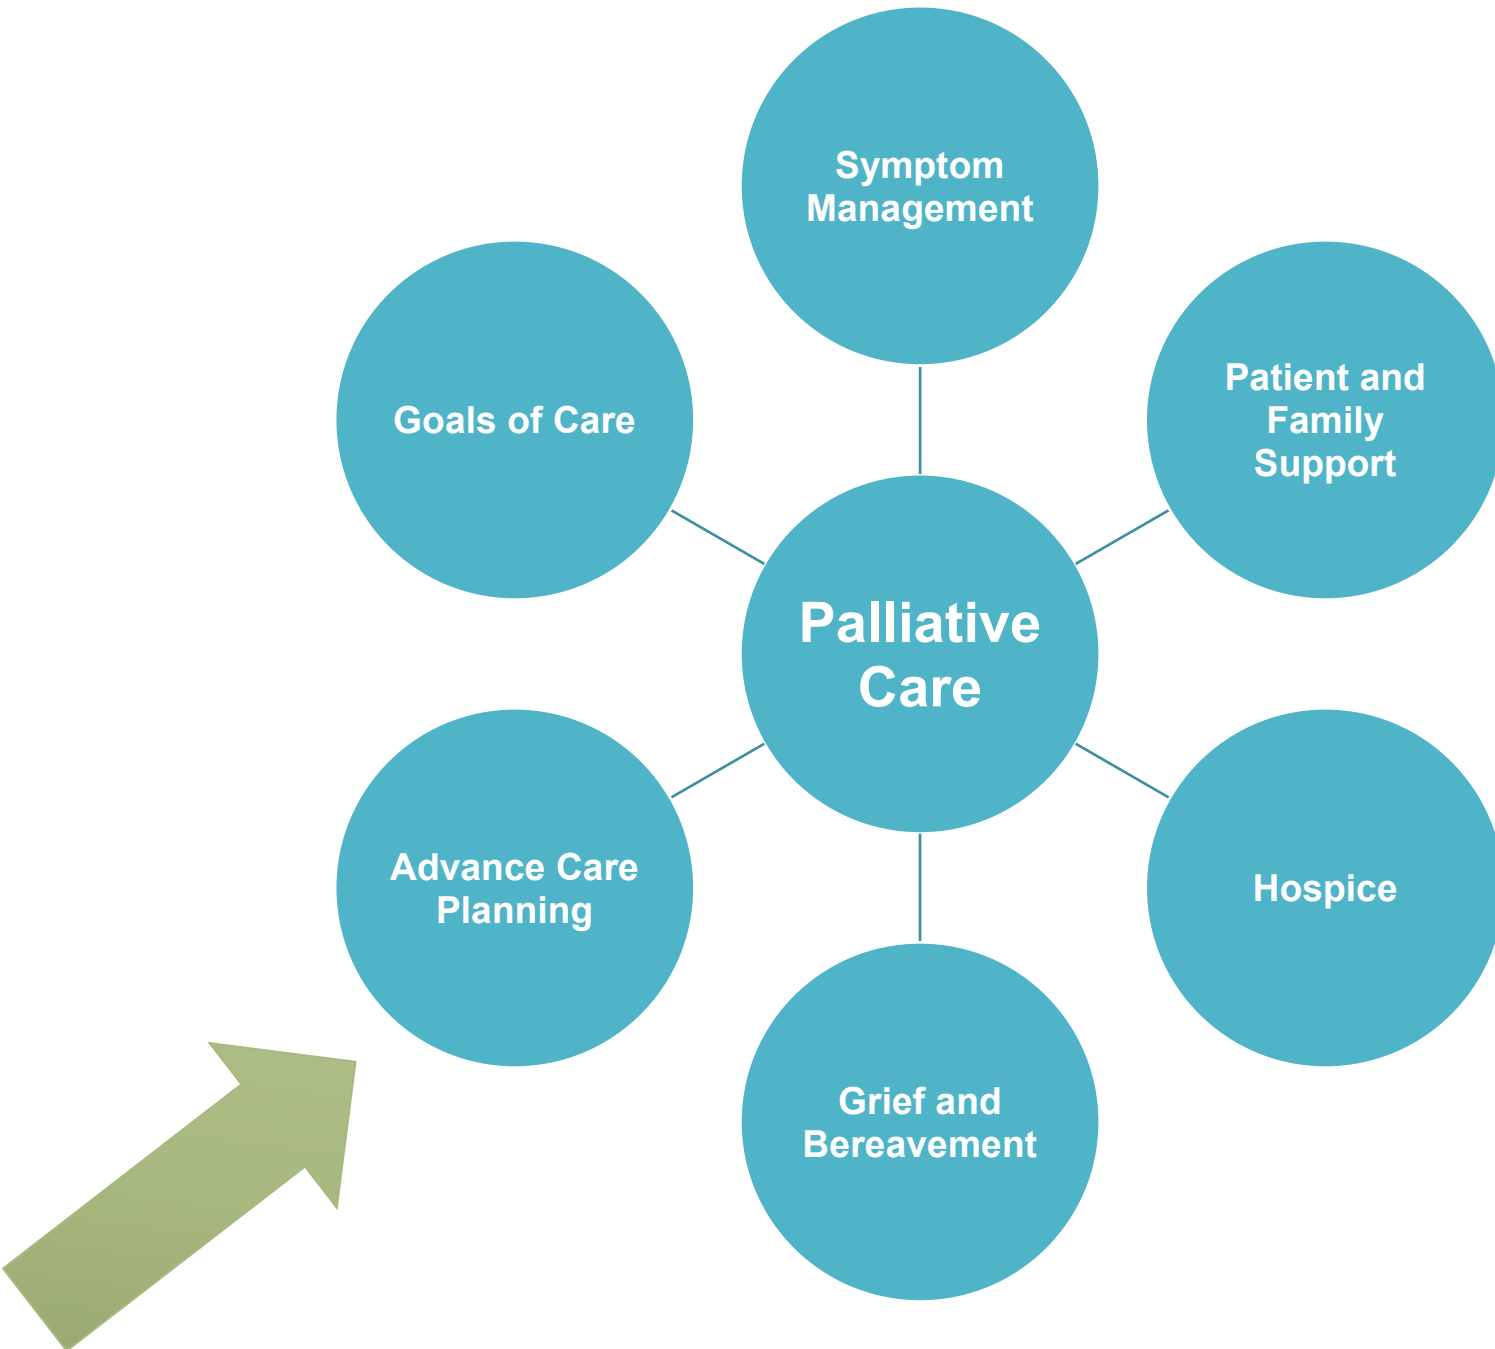 Symptom
Management
Patient and
Family
Support
Goals of Care
Palliative
Care
Advance Care
Planning
Hospice
Grief and
Bereavement